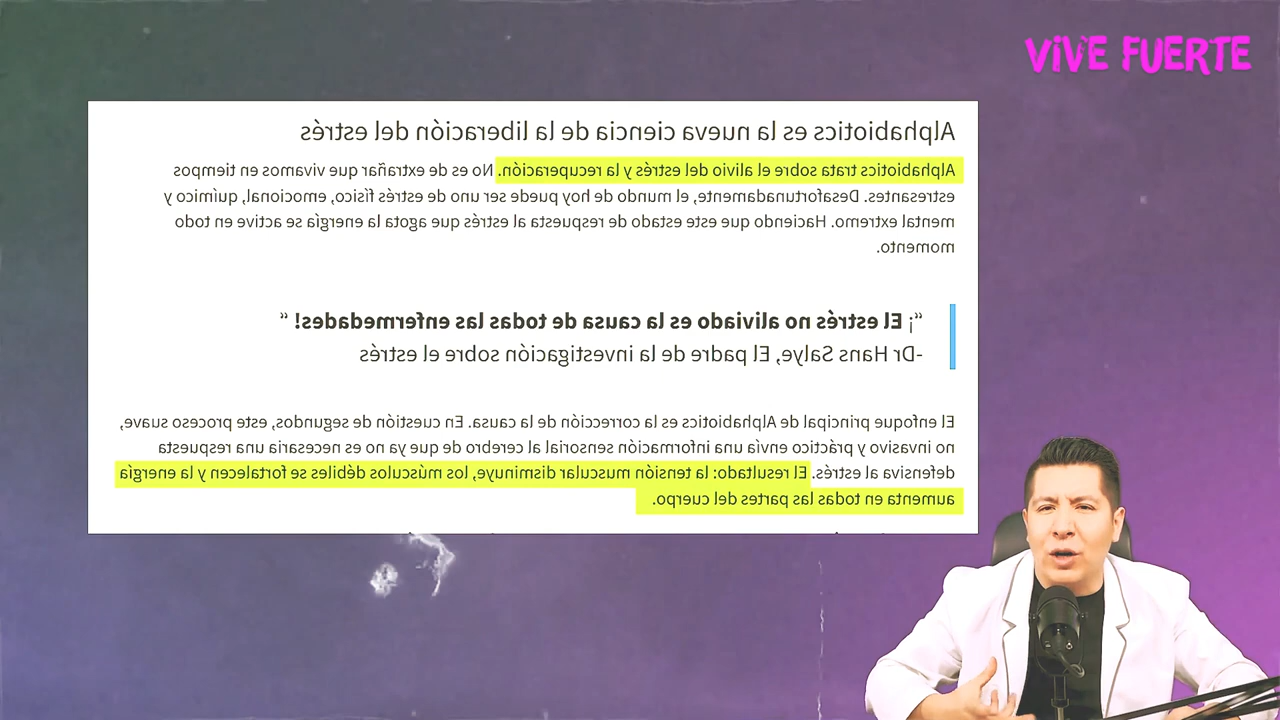 VIVE FUERTE
Alphabiotics es la nueva ciencia de la liberación del estrés
Alphabiotics trata sobre el alivio del estrés y la recuperación. No es de extrañar que vivamos en tiempos
estresantes. Desafortunadamente, el mundo de hoy puede ser uno de estrés físico, emocional, químico y
mental extremo. Haciendo que este estado de respuesta al estrés que agota la energía se active en todo
momento.
“¡ El estrés no aliviado es la causa de todas las enfermedades! “
-Dr Hans Salye, El padre de la investigación sobre el estrés
El enfoque principal de Alphabiotics es la corrección de la causa. En cuestión de segundos, este proceso suave,
no invasivo y práctico envía una información sensorial al cerebro de que ya no es necesaria una respuesta
defensiva al estrés. El resultado: la tensión muscular disminuye, los músculos débiles se fortalecen y la energía
aumenta en todas las partes del cuerpo.